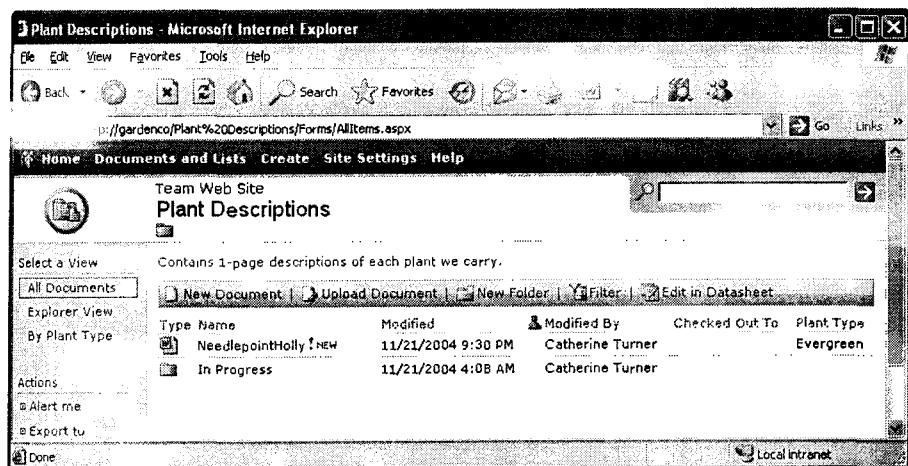 Plant Descriptions - Microsoft Internet Explorer
File Edit View Favorites Tools Help
Back Search Favorites
p://gardenco/Plant%20Descriptions/Forms/AllItems.aspx Go Links »
Home Documents and Lists Create Site Settings Help
Team Web Site
Plant Descriptions
Select a View
All Documents
Explorer View
By Plant Type
Actions
Alert me
Export to
Contains 1-page descriptions of each plant we carry.
New Document | Upload Document | New Folder | Filter | Edit in Datasheet
Type Name Modified Modified By Checked Out To Plant Type
NeedlepointHolly ! NEW 11/21/2004 9:30 PM Catherine Turner Evergreen
In Progress 11/21/2004 4:08 AM Catherine Turner
Done Local intranet